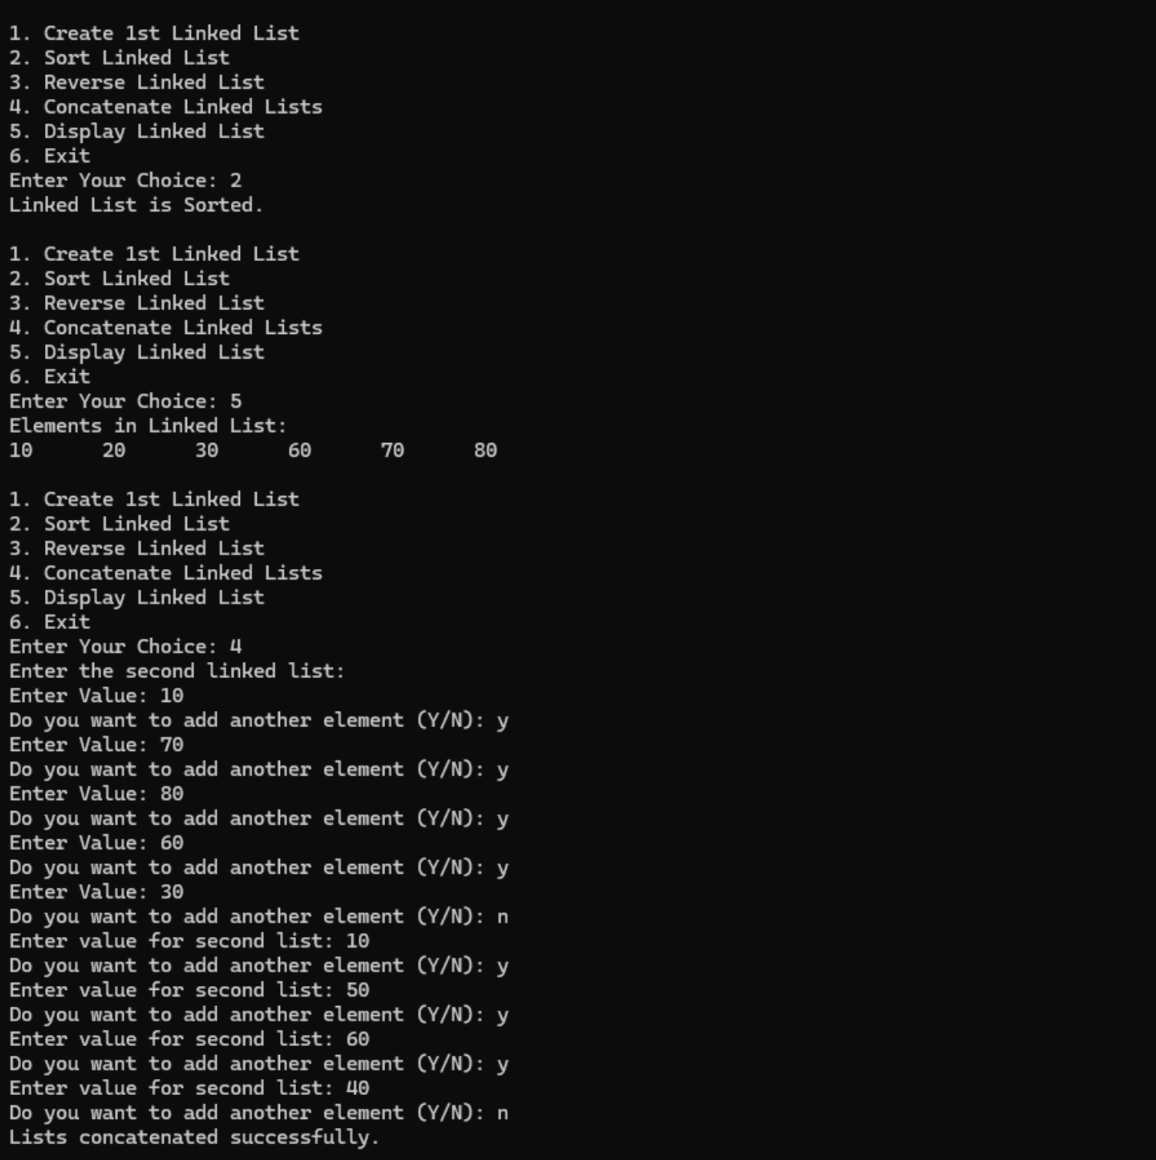 1. Create 1st Linked List
2. Sort Linked List
3. Reverse Linked List
4. Concatenate Linked Lists
5. Display Linked List
6. Exit
Enter Your Choice: 2
Linked List is Sorted.
1. Create 1st Linked List
2. Sort Linked List
3. Reverse Linked List
4. Concatenate Linked Lists
5. Display Linked List
6. Exit
Enter Your Choice: 5
Elements in Linked List:
10 20 30 60 70 80
1. Create 1st Linked List
2. Sort Linked List
3. Reverse Linked List
4. Concatenate Linked Lists
5. Display Linked List
6. Exit
Enter Your Choice: 4
Enter the second linked list:
Enter Value: 10
Do you want to add another element (Y/N): y
Enter Value: 70
Do you want to add another element (Y/N): y
Enter Value: 80
Do you want to add another element (Y/N): y
Enter Value: 60
Do you want to add another element (Y/N): y
Enter Value: 30
Do you want to add another element (Y/N): n
Enter value for second list: 10
Do you want to add another element (Y/N): y
Enter value for second list: 50
Do you want to add another element (Y/N): y
Enter value for second list: 60
Do you want to add another element (Y/N): y
Enter value for second list: 40
Do you want to add another element (Y/N): n
Lists concatenated successfully.